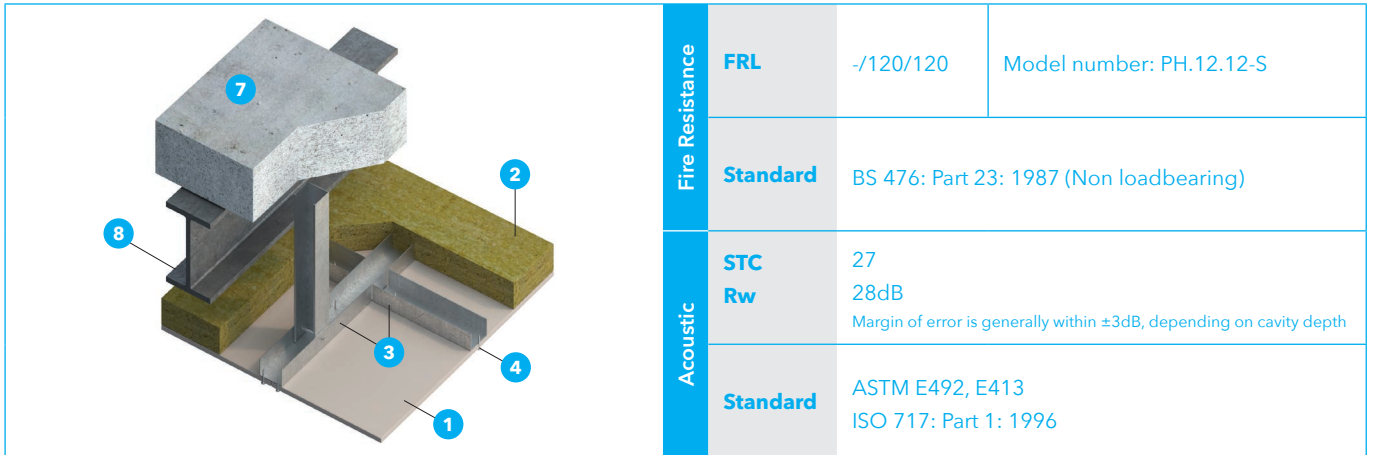 7
2
8
3
4
1
Fire Resistance
FRL
-/120/120
Model number: PH.12.12-S
Standard
BS 476: Part 23: 1987 (Non loadbearing)
Acoustic
STC
27
Rw
28dB
Margin of error is generally within ±3dB, depending on cavity depth
Standard
ASTM E492, E413
ISO 717: Part 1: 1996